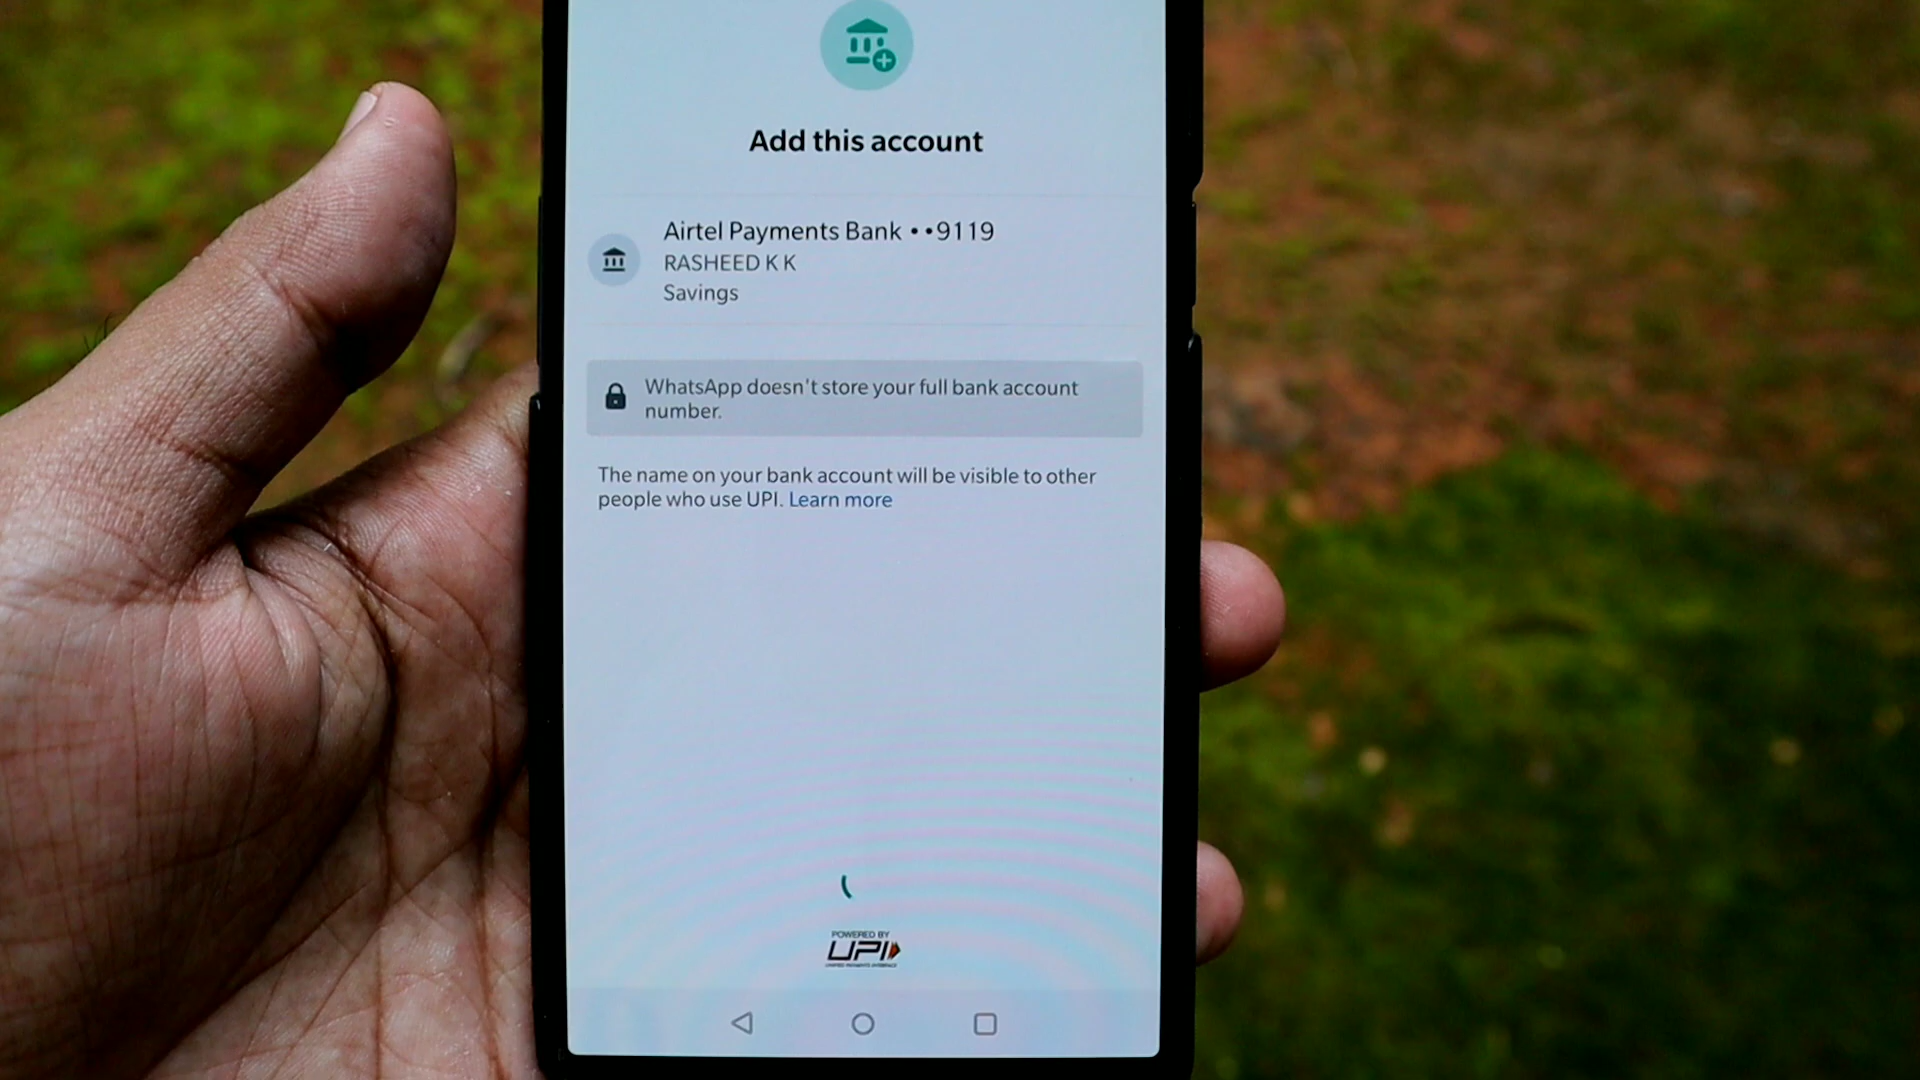 Add this account
Airtel Payments Bank ••9119
RASHEED K K
Savings
WhatsApp doesn't store your full bank account
number.
The name on your bank account will be visible to other
people who use UPI. Learn more
POWERED BY
UPI
UNIFIED PAYMENTS INTERFACE